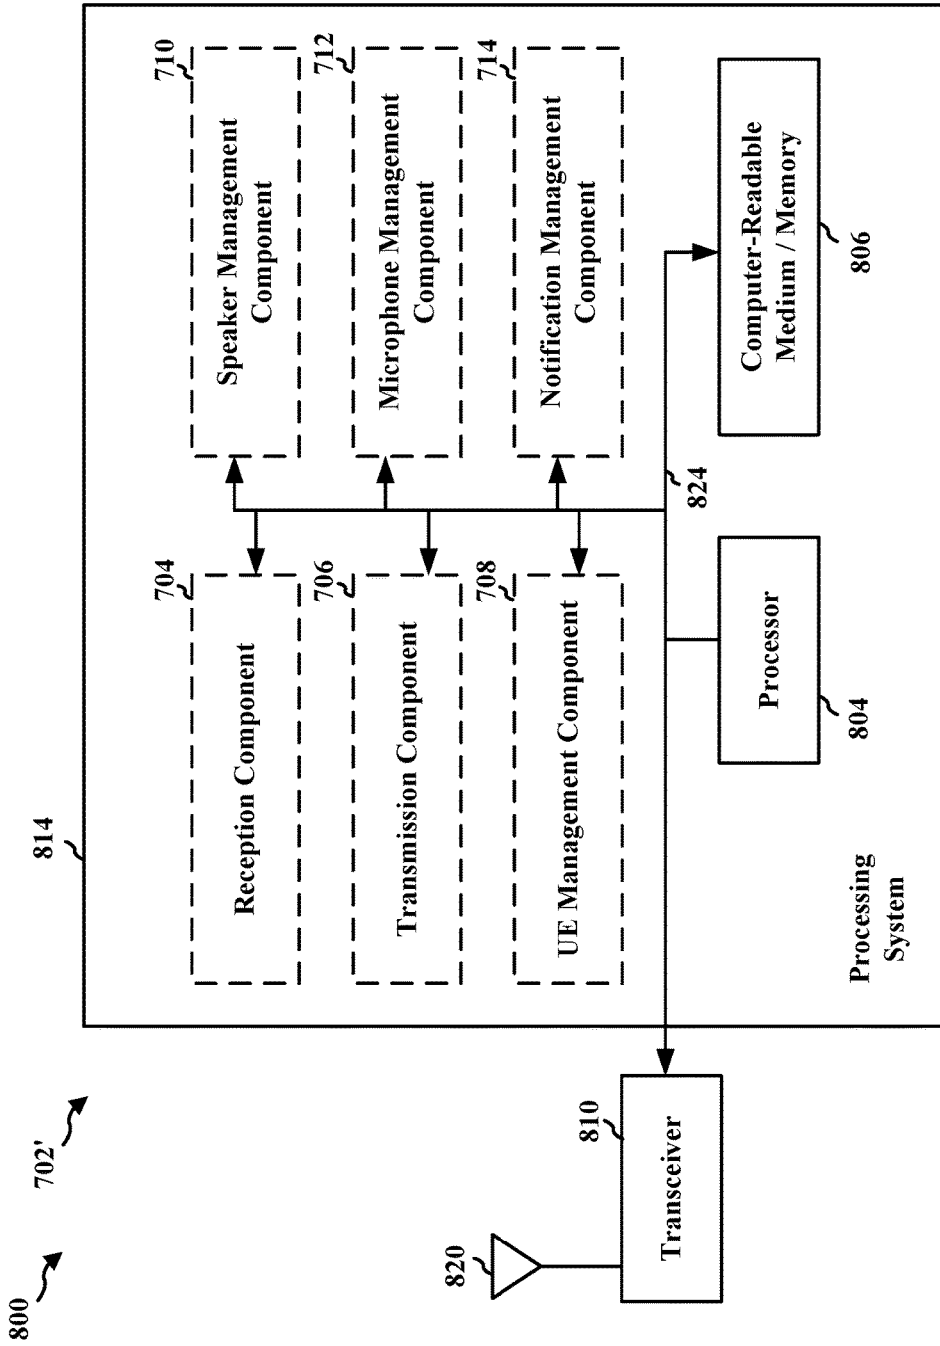 800
702'
814
704
Reception Component
710
Speaker Management
Component
706
Transmission Component
712
Microphone Management
Component
708
UE Management Component
714
Notification Management
Component
820
810
Transceiver
824
Processor
804
Computer-Readable
Medium / Memory
806
Processing
System